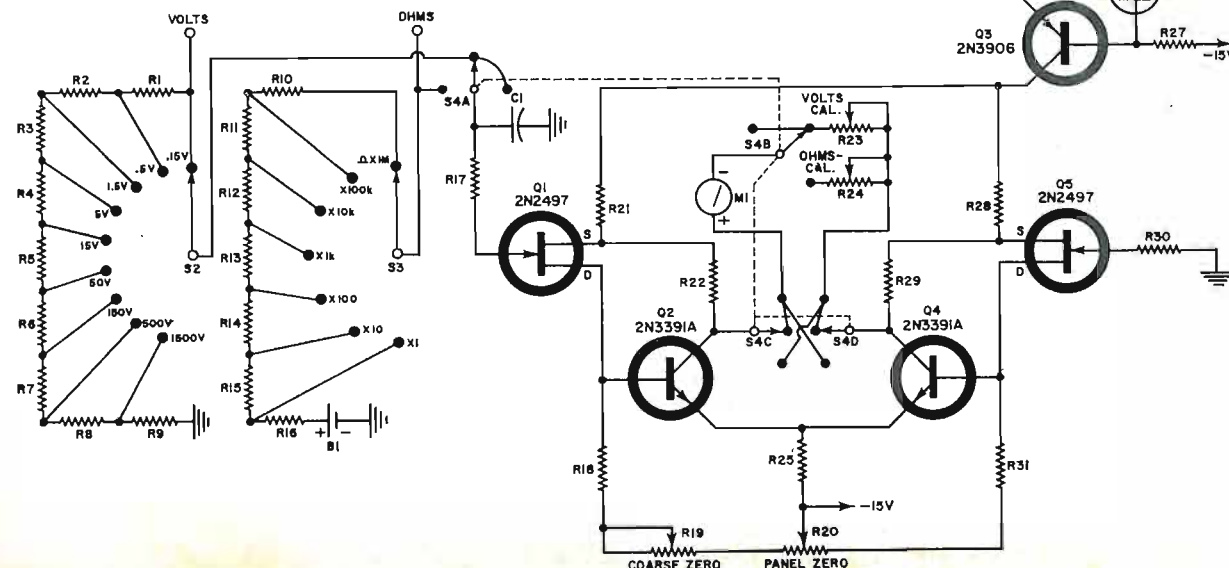 VOLTS
OHMS
Q3
2N3906
R27
-15V
R2
R1
R10
S4A
C1
VOLTS
CAL.
R23
S4B
OHMS-
CAL.
R24
R3
R11
.5V
.15V
1.5V
X100k
R17
Q1
2N2497
R21
-
M1
+
R28
Q5
2N2497
R4
5V
R12
X10k
R30
S
D
S
D
15V
R5
50V
S2
R13
X1k
S3
R22
R29
R6
150V
500V
1500V
X100
R14
X10
X1
Q2
2N3391A
S4C
S4D
Q4
2N3391A
R7
R15
R8
R9
R16
+
-
B1
R18
R25
R31
-15V
R19
R20
COARSE ZERO
PANEL ZERO